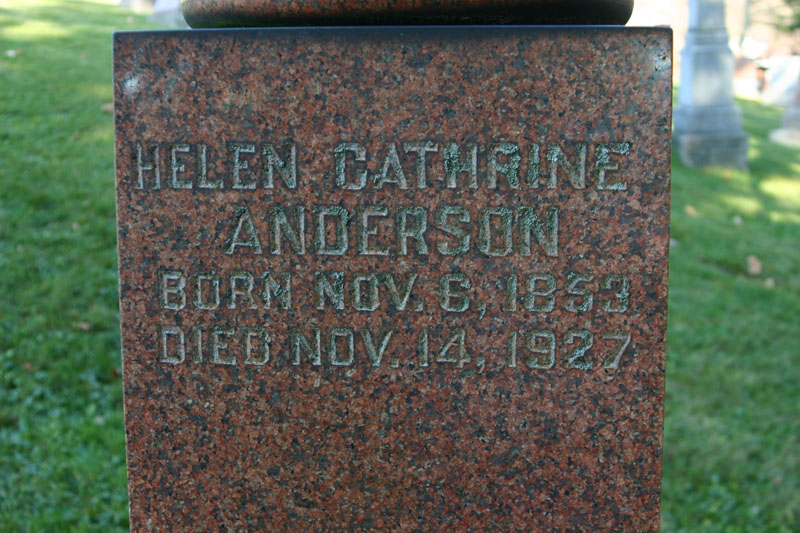 HELEN CATHRINE
ANDERSON
BORN NOV. 6, 1853
DIED NOV. 14, 1927